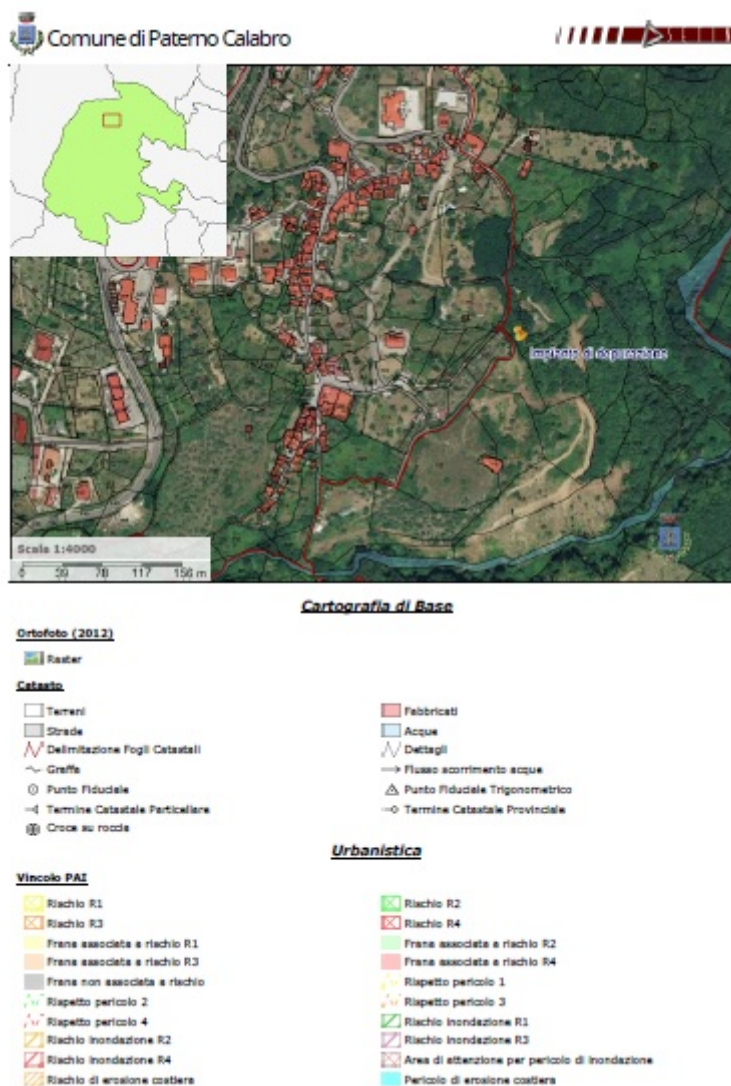 Comune di Paterno Calabro
Impianto di depurazione
Scala 1:4000
0 39 78 117 156 m
Cartografia di Base
Ortofoto (2012)
Raster
Catasto
Terreni
Fabbricati
Strade
Acque
Delimitazione Fogli Catastali
Dettagli
Graffa
Flusso scorrimento acque
Punto Fiduciale
Punto Fiduciale Trigonometrico
Termine Catastale Particellare
Termine Catastale Provinciale
Croce su roccia
Urbanistica
Vincolo PAI
Rischio R1
Rischio R2
Rischio R3
Rischio R4
Frana associata a rischio R1
Frana associata a rischio R2
Frana associata a rischio R3
Frana associata a rischio R4
Frana non associata a rischio
Rispetto pericolo 1
Rispetto pericolo 2
Rispetto pericolo 3
Rispetto pericolo 4
Rischio inondazione R1
Rischio inondazione R2
Rischio inondazione R3
Rischio inondazione R4
Area di attenzione per pericolo di inondazione
Rischio di erosione costiera
Pericolo di erosione costiera